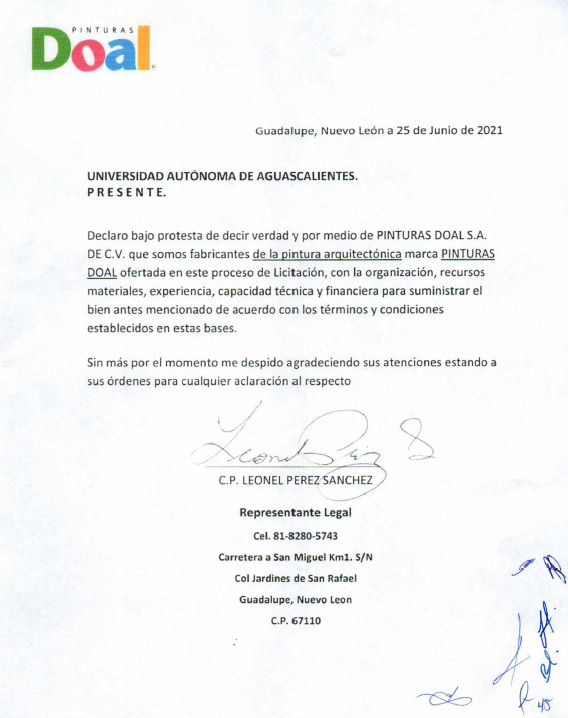 PINTURAS
Doal
Guadalupe, Nuevo León a 25 de Junio de 2021
UNIVERSIDAD AUTÓNOMA DE AGUASCALIENTES.
P R E S E N T E.
Declaro bajo protesta de decir verdad y por medio de PINTURAS DOAL S.A.
DE C.V. que somos fabricantes de la pintura arquitectónica marca PINTURAS
DOAL ofertada en este proceso de Licitación, con la organización, recursos
materiales, experiencia, capacidad técnica y financiera para suministrar el
bien antes mencionado de acuerdo con los términos y condiciones
establecidos en estas bases.
Sin más por el momento me despido agradeciendo sus atenciones estando a
sus órdenes para cualquier aclaración al respecto
C.P. LEONEL PEREZ SANCHEZ
Representante Legal
Cel. 81-8280-5743
Carretera a San Miguel Km1. S/N
Col Jardines de San Rafael
Guadalupe,. Nuevo Leon
C.P. 67110
45